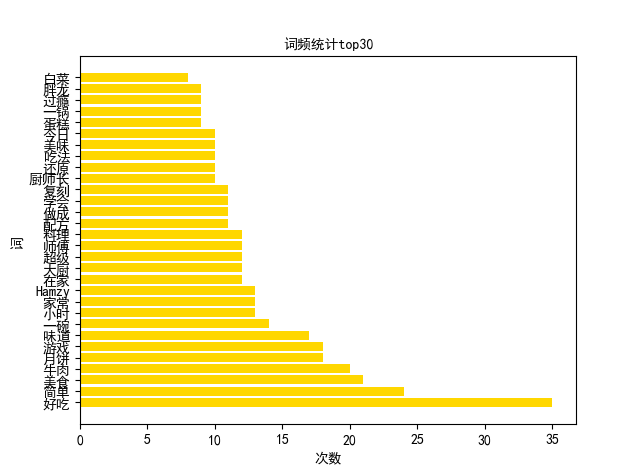 词频统计top30
白菜
胖龙
过瘾
一锅
蛋糕
今日
美味
吃法
还原
厨师长
复刻
学会
做成
配方
料理
师傅
超级
大厨
在家
Hamzy
家常
小时
一碗
味道
游戏
月饼
牛肉
美食
简单
好吃
词
0 5 10 15 20 25 30 35
次数